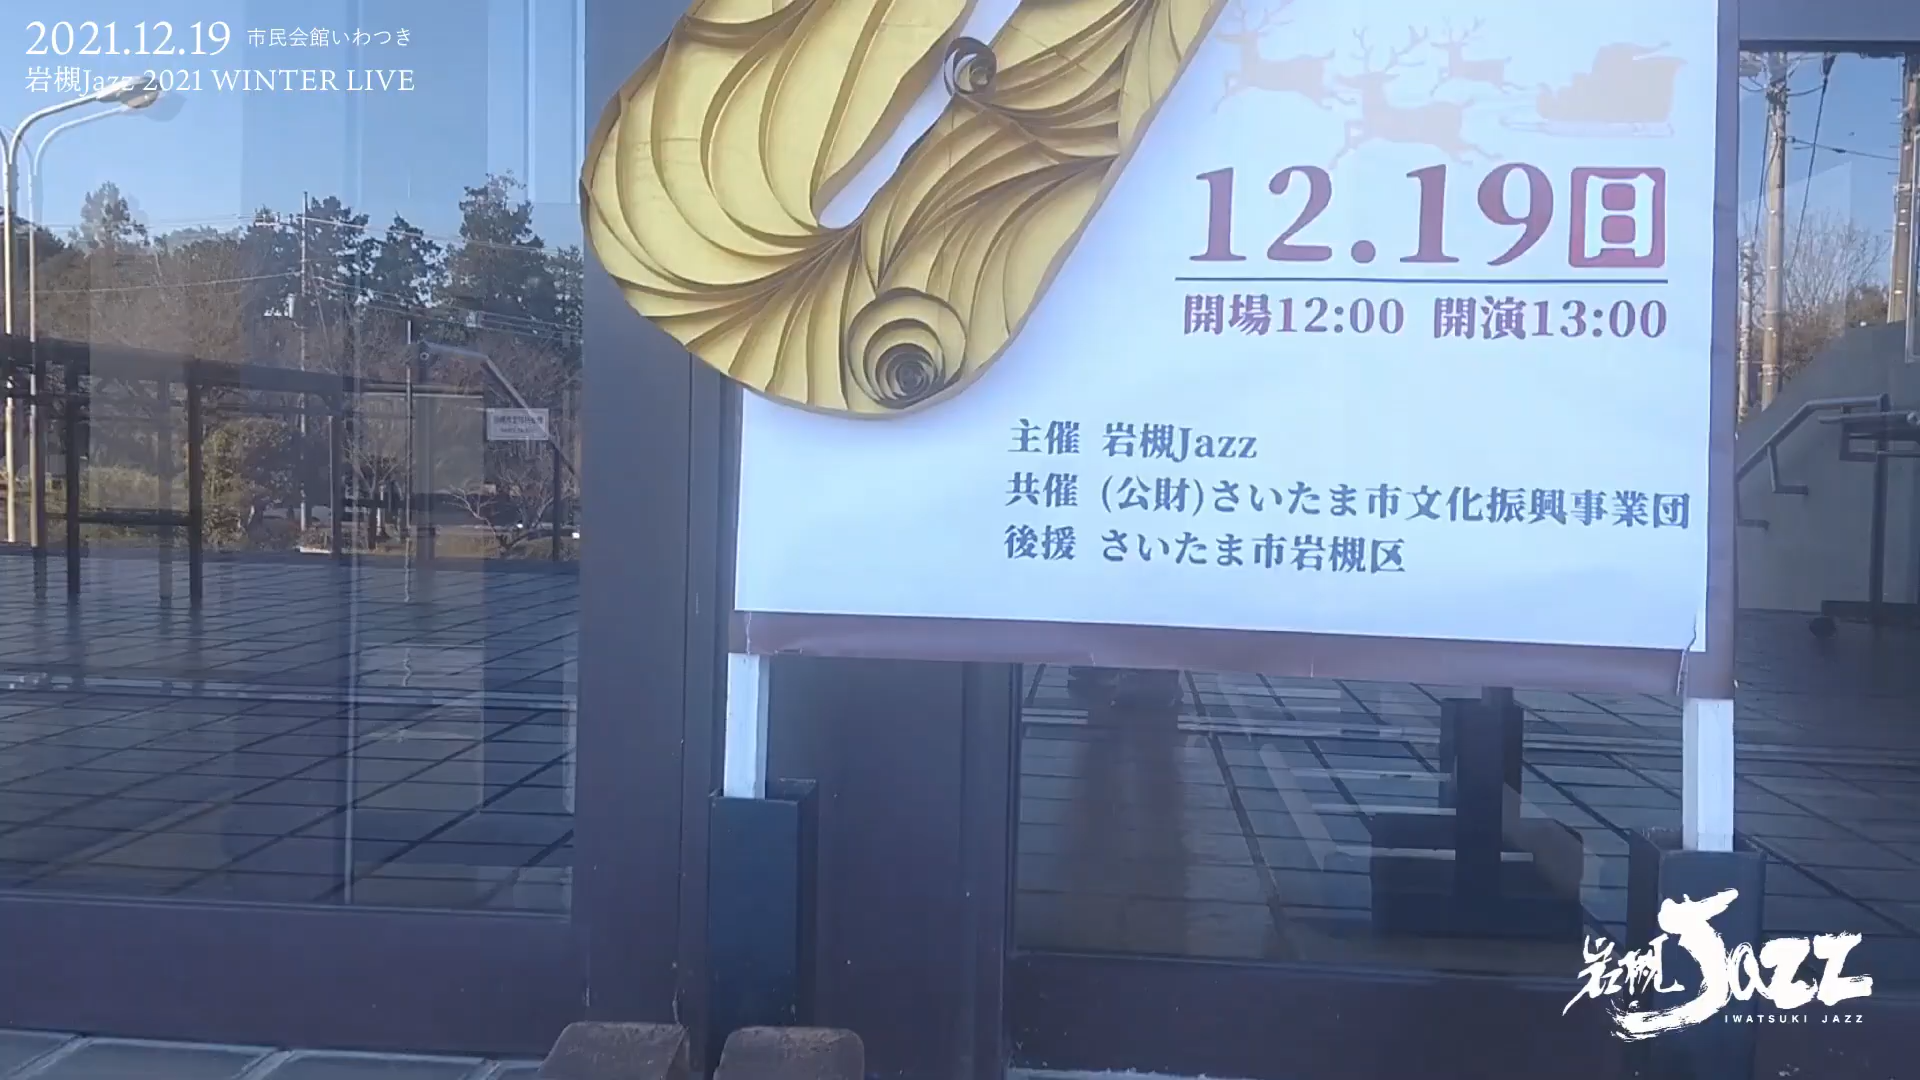 2021.12.19 市民会館いわつき
岩槻Jazz 2021 WINTER LIVE
12.19日
開場12:00 開演13:00
主催 岩槻Jazz
共催 (公財)さいたま市文化振興事業団
後援 さいたま市岩槻区
岩槻Jazz
IWATSUKI JAZZ